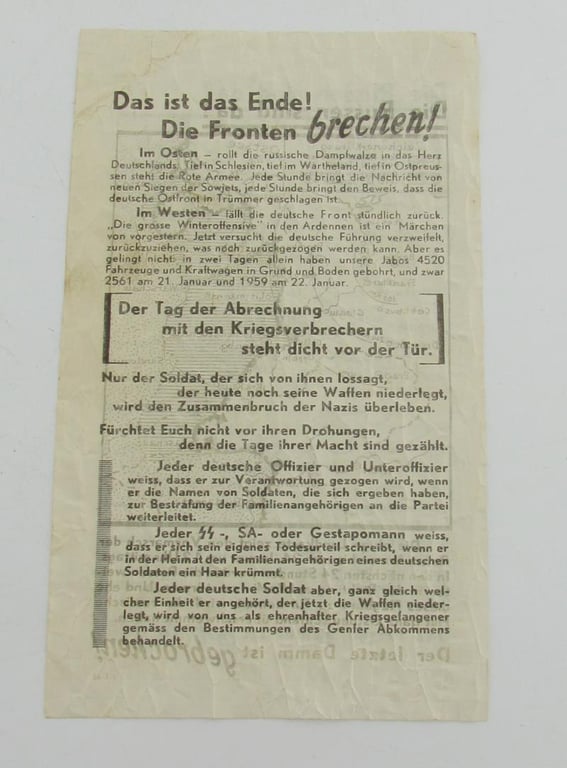 Das ist das Ende!
Die Fronten brechen!
Im Osten – rollt die russische Dampfwalze in das Herz
Deutschlands. Tief in Schlesien, tief im Wartheland, tief in Ostpreus-
sen steht die Rote Armee. Jede Stunde bringt die Nachricht von
neuen Siegen der Sowjets, jede Stunde bringt den Beweis, dass die
deutsche Ostfront in Trümmer geschlagen ist.
Im Westen – fällt die deutsche Front stündlich zurück.
„Die grosse Winteroffensive" in den Ardennen ist ein Märchen
von vorgestern. Jetzt versucht die deutsche Führung verzweifelt,
zurückzuziehen, was noch zurückgezogen werden kann. Aber es
gelingt nicht: in zwei Tagen allein haben unsere Jabos 4520
Fahrzeuge und Kraftwagen in Grund und Boden gebohrt, und zwar
2561 am 21. Januar und 1959 am 22. Januar.
Der Tag der Abrechnung
mit den Kriegsverbrechern
steht dicht vor der Tür.
Nur der Soldat, der sich von ihnen lossagt,
der heute noch seine Waffen niederlegt,
wird den Zusammenbruch der Nazis überleben.
Fürchtet Euch nicht vor ihren Drohungen,
denn die Tage ihrer Macht sind gezählt.
Jeder deutsche Offizier und Unteroffizier
weiss, dass er zur Verantwortung gezogen wird, wenn
er die Namen von Soldaten, die sich ergeben haben,
zur Bestrafung der Familienangehörigen an die Partei
weiterleitet.
Jeder SS-, SA- oder Gestapomann weiss,
dass er sich sein eigenes Todesurteil schreibt, wenn er
in der Heimat den Familienangehörigen eines deutschen
Soldaten ein Haar krümmt.
Jeder deutsche Soldat aber, ganz gleich wel-
cher Einheit er angehört, der jetzt die Waffen nieder-
legt, wird von uns als ehrenhafter Kriegsgefangener
gemäss den Bestimmungen des Genfer Abkommens
behandelt.
Der letzte Damm ist gebrochen!